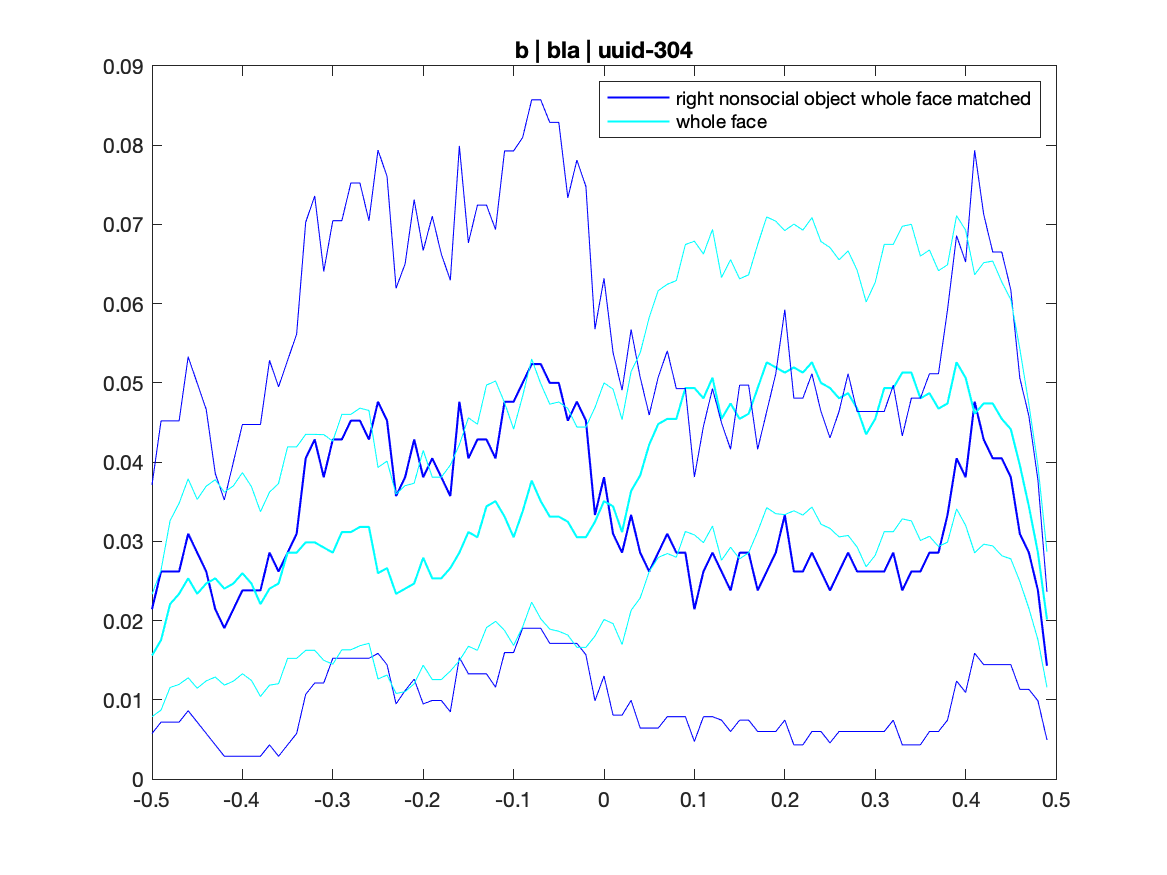 b | bla | uuid-304
right nonsocial object whole face matched
whole face
0.09
0.08
0.07
0.06
0.05
0.04
0.03
0.02
0.01
0
-0.5 -0.4 -0.3 -0.2 -0.1 0 0.1 0.2 0.3 0.4 0.5